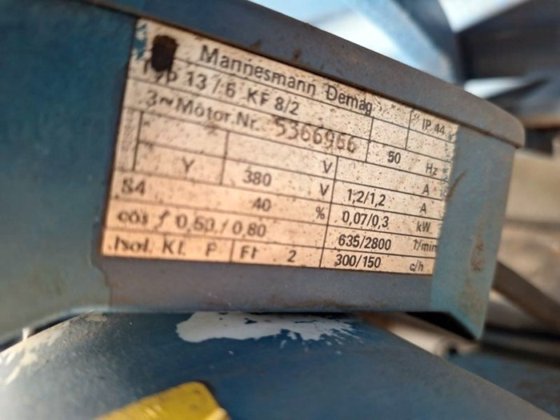 Mannesmann Demag
Typ 13/6 KF 8/2 IP 44
3~Motor.Nr. 5366966 50 Hz
- V A
Y 380 V 1,2/1,2 A
S4 40 % 0,07/0,3 kW
cos ƒ 0,50/0,80 635/2800 1/min
Isol. Kl. F Ft 2 300/150 c/h